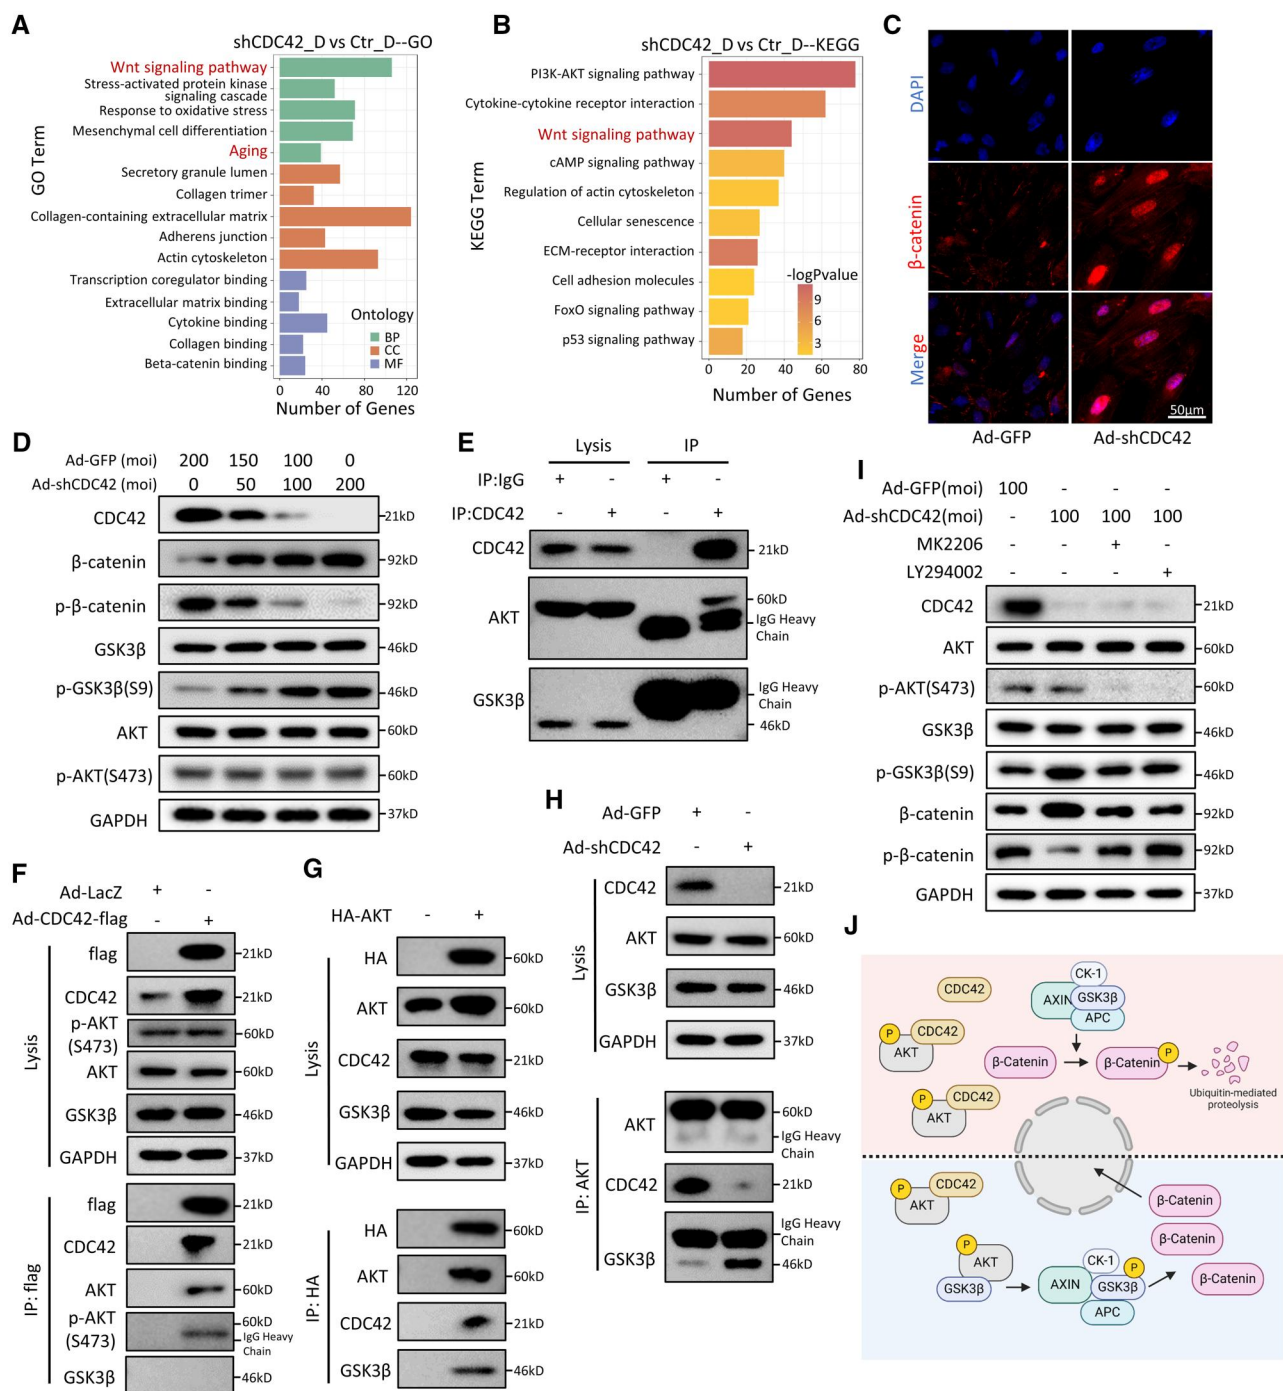 A
shCDC42_D vs Ctr_D--GO
GO Term
Wnt signaling pathway
Stress-activated protein kinase
signaling cascade
Response to oxidative stress
Mesenchymal cell differentiation
Aging
Secretory granule lumen
Collagen trimer
Collagen-containing extracellular matrix
Adherens junction
Actin cytoskeleton
Transcription coregulator binding
Extracellular matrix binding
Cytokine binding
Collagen binding
Beta-catenin binding
Ontology
BP
CC
MF
0 40 80 120
Number of Genes
B
shCDC42_D vs Ctr_D--KEGG
KEGG Term
PI3K-AKT signaling pathway
Cytokine-cytokine receptor interaction
Wnt signaling pathway
cAMP signaling pathway
Regulation of actin cytoskeleton
Cellular senescence
ECM-receptor interaction
Cell adhesion molecules
FoxO signaling pathway
p53 signaling pathway
-logPvalue
9
6
3
0 20 40 60 80
Number of Genes
C
DAPI
β-catenin
Merge
50μm
Ad-GFP Ad-shCDC42
D
Ad-GFP (moi) 200 150 100 0
Ad-shCDC42 (moi) 0 50 100 200
CDC42 21kD
β-catenin 92kD
p-β-catenin 92kD
GSK3β 46kD
p-GSK3β(S9) 46kD
AKT 60kD
p-AKT(S473) 60kD
GAPDH 37kD
E
Lysis IP
IP:IgG + - + -
IP:CDC42 - + - +
CDC42 21kD
AKT 60kD
IgG Heavy
Chain
GSK3β IgG Heavy
Chain
46kD
F
Ad-LacZ + -
Ad-CDC42-flag - +
Lysis
flag 21kD
CDC42 21kD
p-AKT
(S473) 60kD
AKT 60kD
GSK3β 46kD
GAPDH 37kD
IP: flag
flag 21kD
CDC42 21kD
AKT 60kD
p-AKT
(S473) 60kD
IgG Heavy
Chain
GSK3β 46kD
G
HA-AKT - +
Lysis
HA 60kD
AKT 60kD
CDC42 21kD
GSK3β 46kD
GAPDH 37kD
IP: HA
HA 60kD
AKT 60kD
CDC42 21kD
GSK3β 46kD
H
Ad-GFP + -
Ad-shCDC42 - +
Lysis
CDC42 21kD
AKT 60kD
GSK3β 46kD
GAPDH 37kD
IP: AKT
AKT 60kD
IgG Heavy
Chain
CDC42 21kD
GSK3β IgG Heavy
Chain
46kD
I
Ad-GFP(moi) 100 - - -
Ad-shCDC42(moi) - 100 100 100
MK2206 - - + -
LY294002 - - - +
CDC42 21kD
AKT 60kD
p-AKT(S473) 60kD
GSK3β 46kD
p-GSK3β(S9) 46kD
β-catenin 92kD
p-β-catenin 92kD
GAPDH 37kD
J
CDC42
CK-1
AXIN GSK3β
APC
P CDC42
AKT
β-Catenin β-Catenin P
Ubiquitin-mediated
proteolysis
P CDC42
AKT
P CDC42
AKT
β-Catenin
β-Catenin
β-Catenin
P
AKT
GSK3β
CK-1 P
AXIN GSK3β
APC